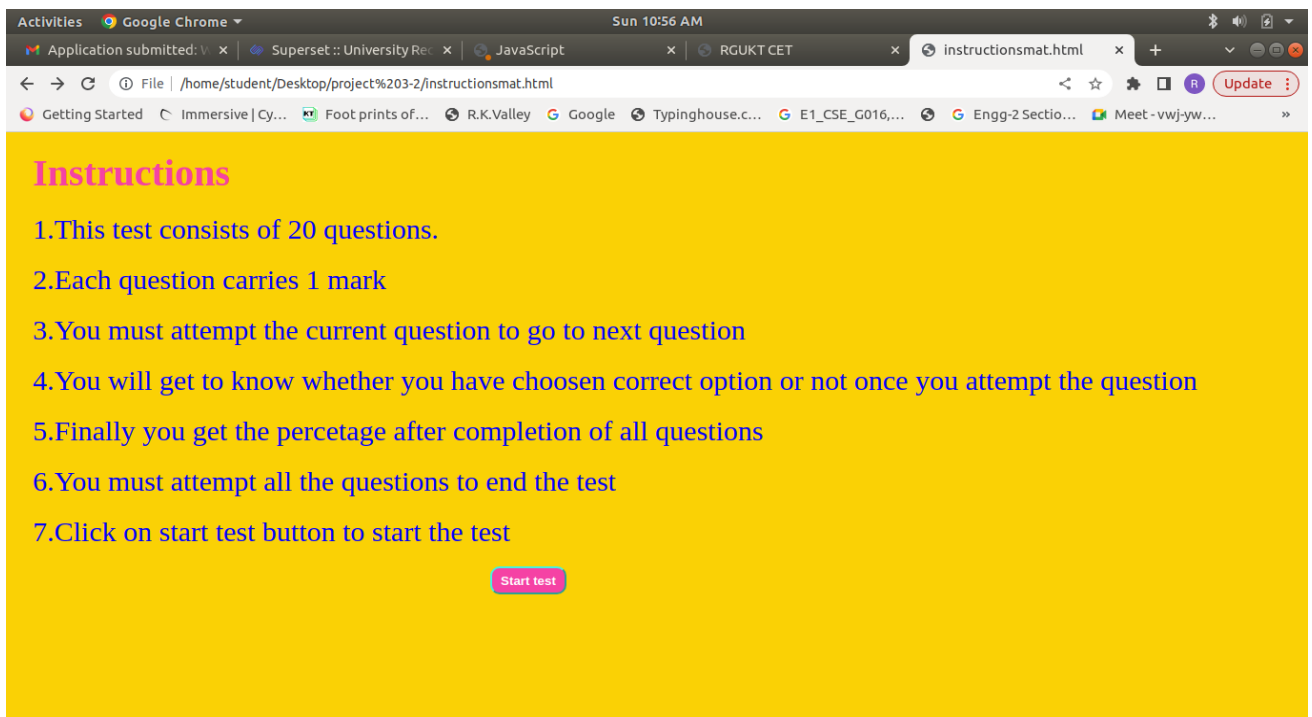 Activities Google Chrome Sun 10:56 AM
Application submitted: Superset :: University Rec JavaScript RGUKT CET instructionsmat.html
File /home/student/Desktop/project%203-2/instructionsmat.html R Update
Getting Started Immersive | Cy... Foot prints of... R.K.Valley Google Typinghouse.c... E1_CSE_G016,... Engg-2 Sectio... Meet - vwj-yw... »
Instructions
1.This test consists of 20 questions.
2.Each question carries 1 mark
3.You must attempt the current question to go to next question
4.You will get to know whether you have choosen correct option or not once you attempt the question
5.Finally you get the percetage after completion of all questions
6.You must attempt all the questions to end the test
7.Click on start test button to start the test
Start test